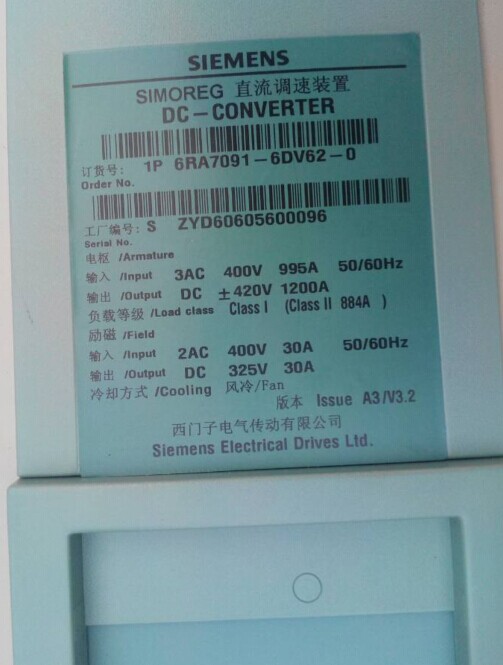 SIEMENS
SIMOREG 直流调速装置
DC-CONVERTER
订货号: 1P 6RA7091-6DV62-0
Order No.
工厂编号: S ZYD60605600096
Serial No.
电枢 /Armature
输入 /Input 3AC 400V 995A 50/60Hz
输出 /Output DC ±420V 1200A
负载等级 /Load class Class I (Class II 884A )
励磁 /Field
输入 /Input 2AC 400V 30A 50/60Hz
输出 /Output DC 325V 30A
冷却方式 /Cooling 风冷/Fan
版本 Issue A3/V3.2
西门子电气传动有限公司
Siemens Electrical Drives Ltd.